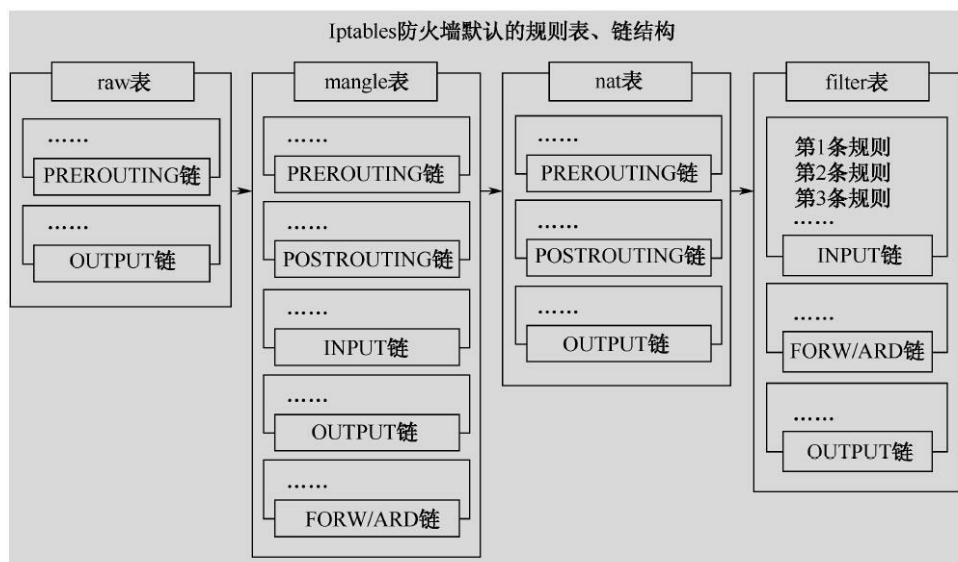 Iptables防火墙默认的规则表、链结构
raw表
……
PREROUTING链
……
OUTPUT链
mangle表
……
PREROUTING链
……
POSTROUTING链
……
INPUT链
……
OUTPUT链
……
FORW/ARD链
nat表
……
PREROUTING链
……
POSTROUTING链
……
OUTPUT链
filter表
第1条规则
第2条规则
第3条规则
……
INPUT链
……
FORW/ARD链
……
OUTPUT链